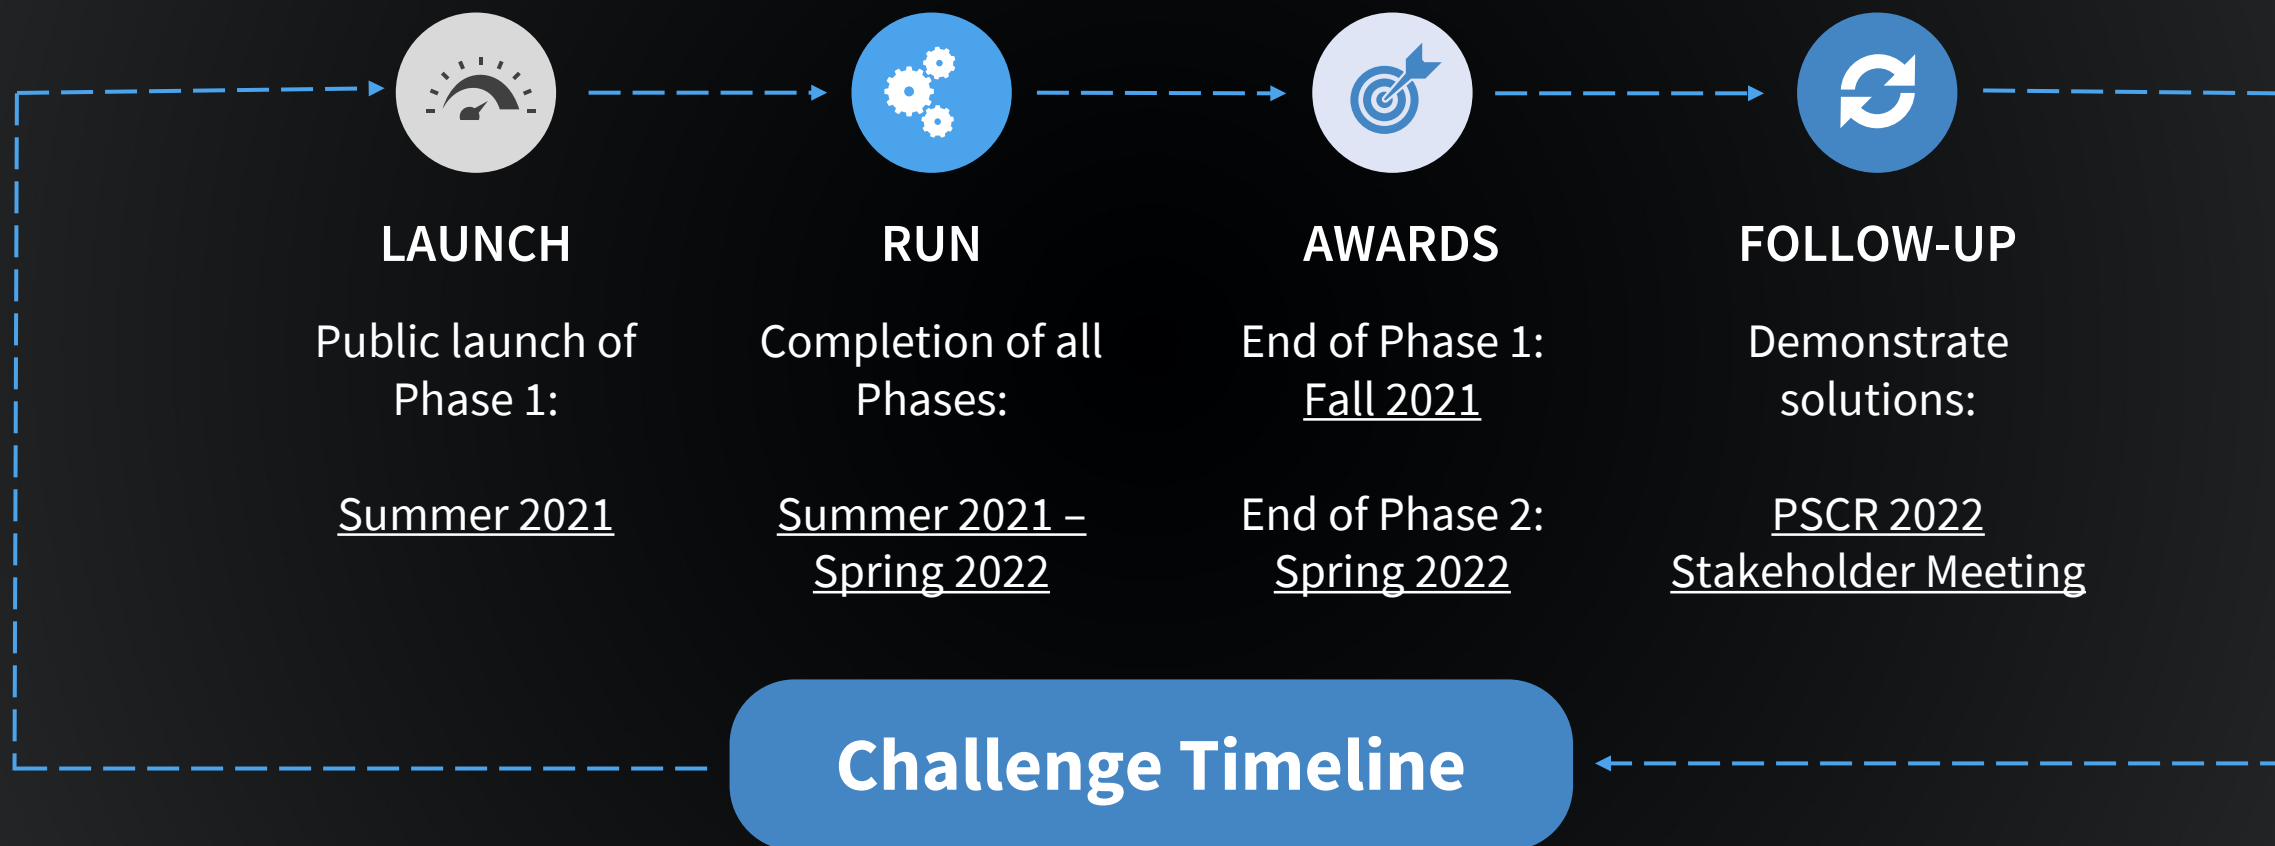 LAUNCH
Public launch of
Phase 1:
Summer 2021
RUN
Completion of all
Phases:
Summer 2021 –
Spring 2022
AWARDS
End of Phase 1:
Fall 2021
End of Phase 2:
Spring 2022
FOLLOW-UP
Demonstrate
solutions:
PSCR 2022
Stakeholder Meeting
Challenge Timeline